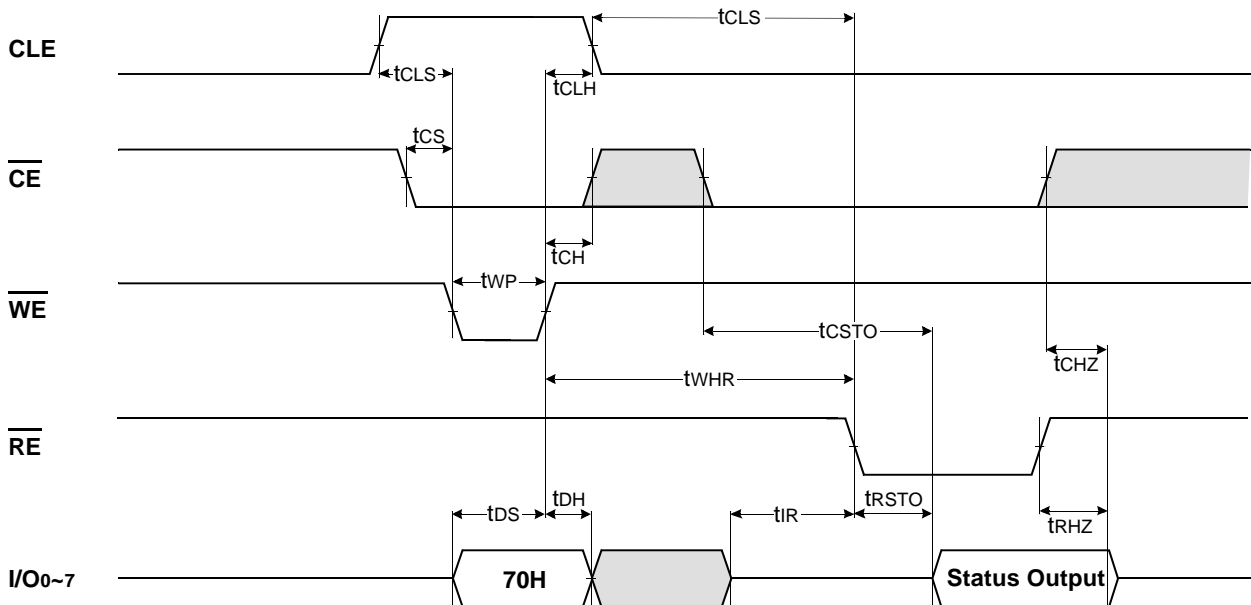 tCLS
CLE
tCLS
tCLH
tCS
CE
tCH
tWP
WE
tCSTO
tCHZ
tWHR
RE
tDH
tDS
tIR
tRSTO
tRHZ
I/O0~7
70H
Status Output